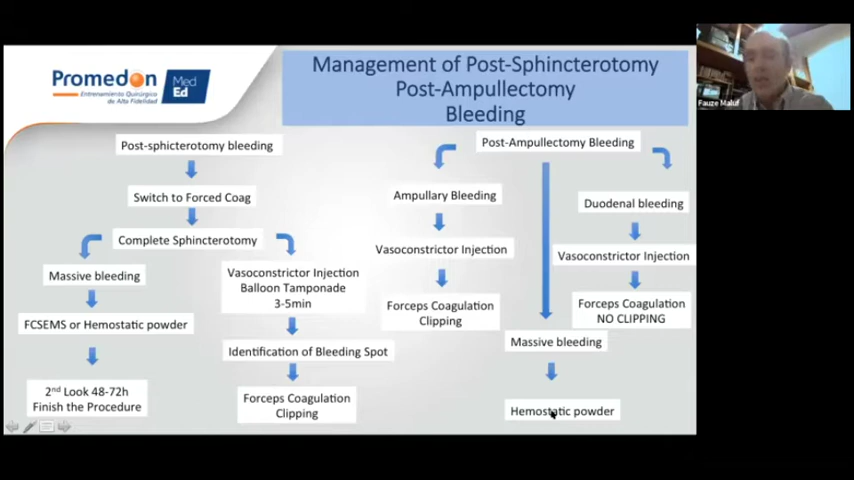 Promedon
Entrenamiento Quirúrgico
de Alta Fidelidad
Med
Ed
Management of Post-Sphincterotomy
Post-Ampullectomy
Bleeding
Fauze Maluf
Post-sphicterotomy bleeding
Switch to Forced Coag
Complete Sphincterotomy
Massive bleeding
FCSEMS or Hemostatic powder
2nd Look 48-72h
Finish the Procedure
Vasoconstrictor Injection
Balloon Tamponade
3-5min
Identification of Bleeding Spot
Forceps Coagulation
Clipping
Post-Ampullectomy Bleeding
Ampullary Bleeding
Vasoconstrictor Injection
Forceps Coagulation
Clipping
Massive bleeding
Hemostatic powder
Duodenal bleeding
Vasoconstrictor Injection
Forceps Coagulation
NO CLIPPING